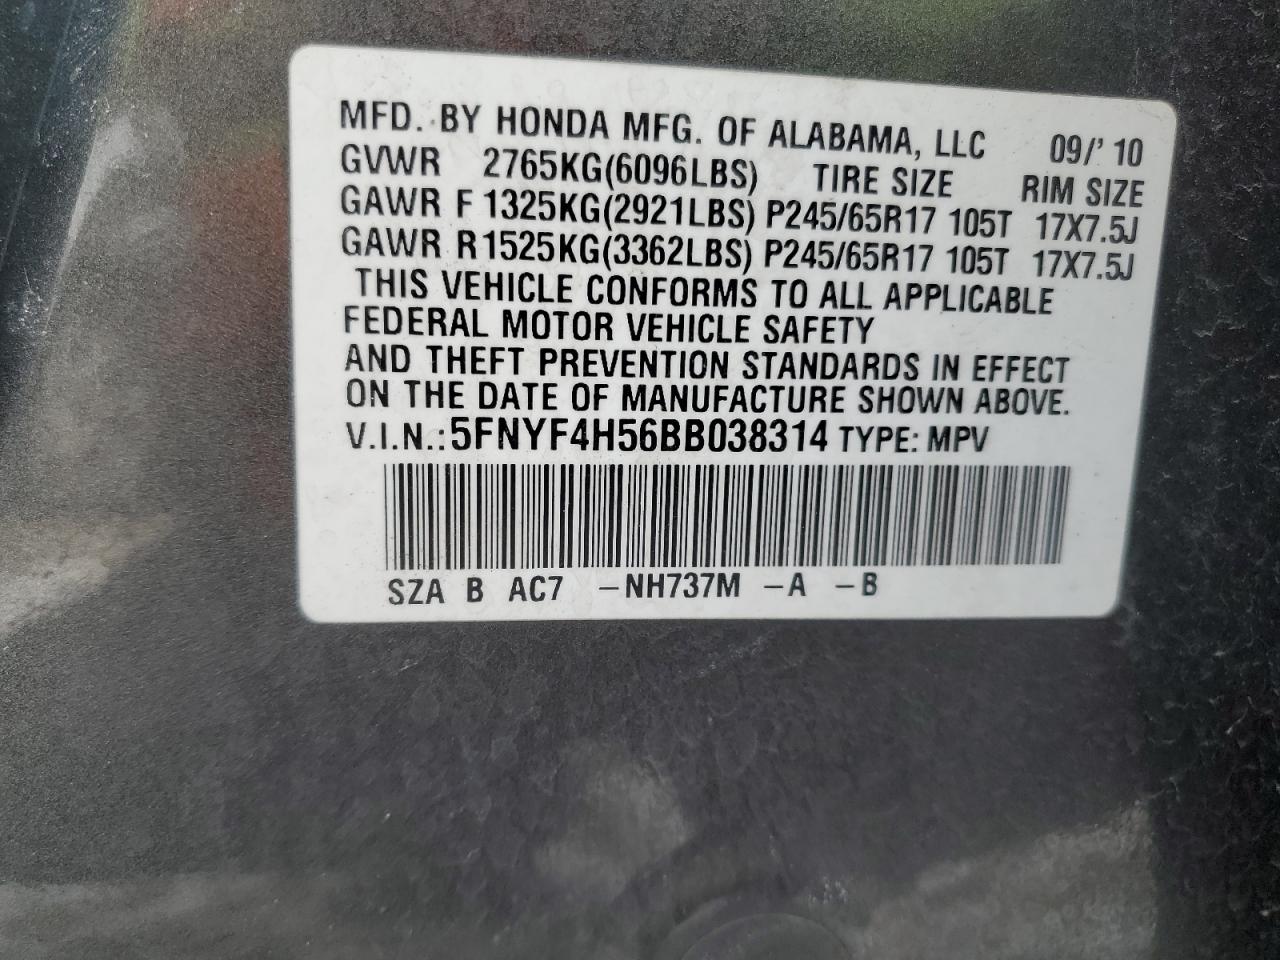 MFD. BY HONDA MFG. OF ALABAMA, LLC 09/' 10
GVWR 2765KG(6096LBS) TIRE SIZE RIM SIZE
GAWR F 1325KG(2921LBS) P245/65R17 105T 17X7.5J
GAWR R1525KG(3362LBS) P245/65R17 105T 17X7.5J
THIS VEHICLE CONFORMS TO ALL APPLICABLE
FEDERAL MOTOR VEHICLE SAFETY
AND THEFT PREVENTION STANDARDS IN EFFECT
ON THE DATE OF MANUFACTURE SHOWN ABOVE.
V.I.N.:5FNYF4H56BB038314 TYPE: MPV
SZA B AC7 –NH737M –A –B